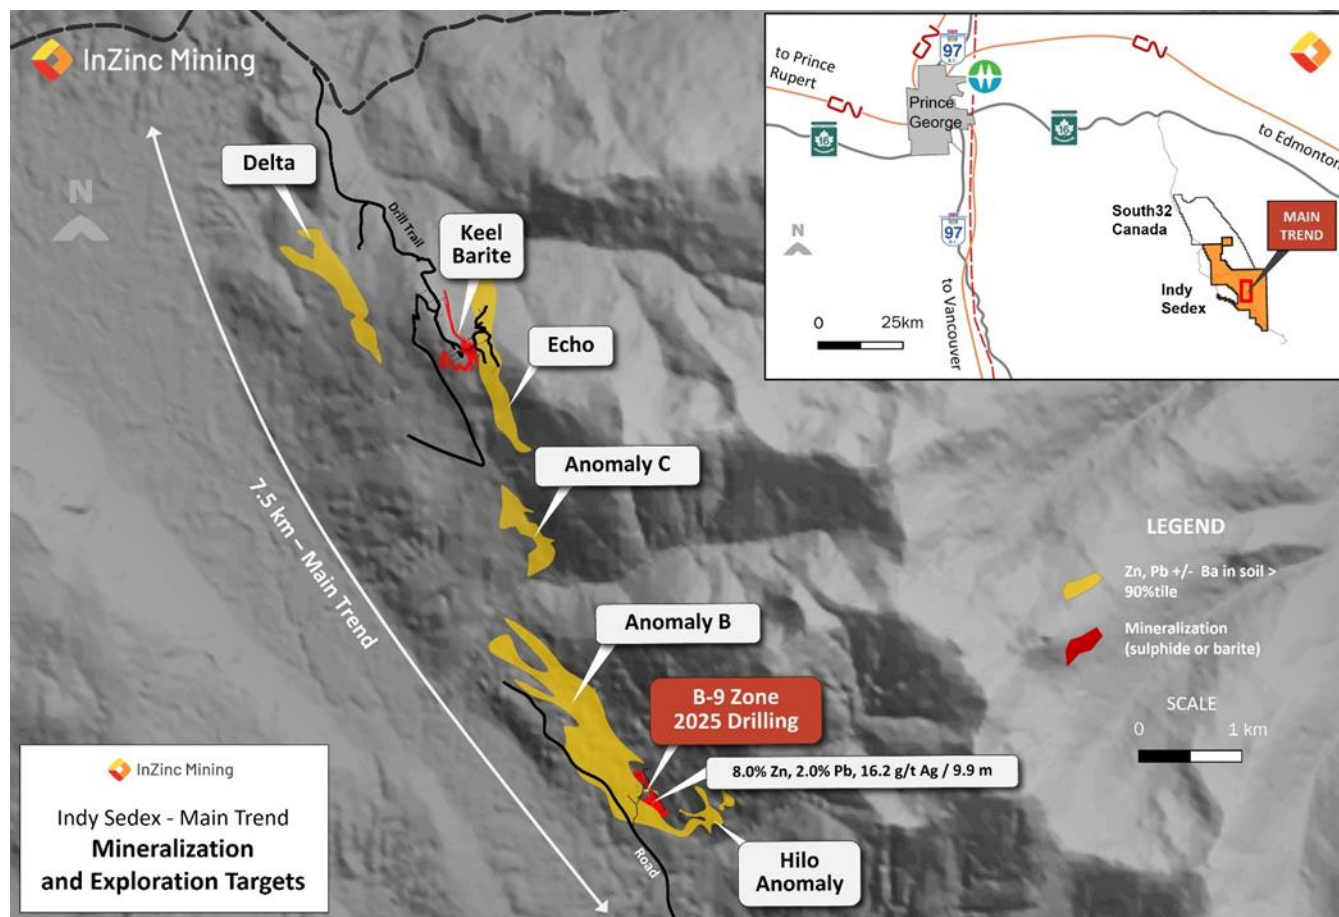 InZinc Mining
N
Delta
Drill Trail
Keel
Barite
Echo
Anomaly C
7.5 km – Main Trend
Anomaly B
B-9 Zone
2025 Drilling
8.0% Zn, 2.0% Pb, 16.2 g/t Ag / 9.9 m
Hilo
Anomaly
Road
InZinc Mining
Indy Sedex - Main Trend
Mineralization
and Exploration Targets
to Prince
Rupert
CN
97
CN
Prince
George
CN
16
16
to Edmonton
N
97
to Vancouver
South32
Canada
MAIN
TREND
Indy
Sedex
0 25km
LEGEND
Zn, Pb +/- Ba in soil >
90%tile
Mineralization
(sulphide or barite)
SCALE
0 1 km